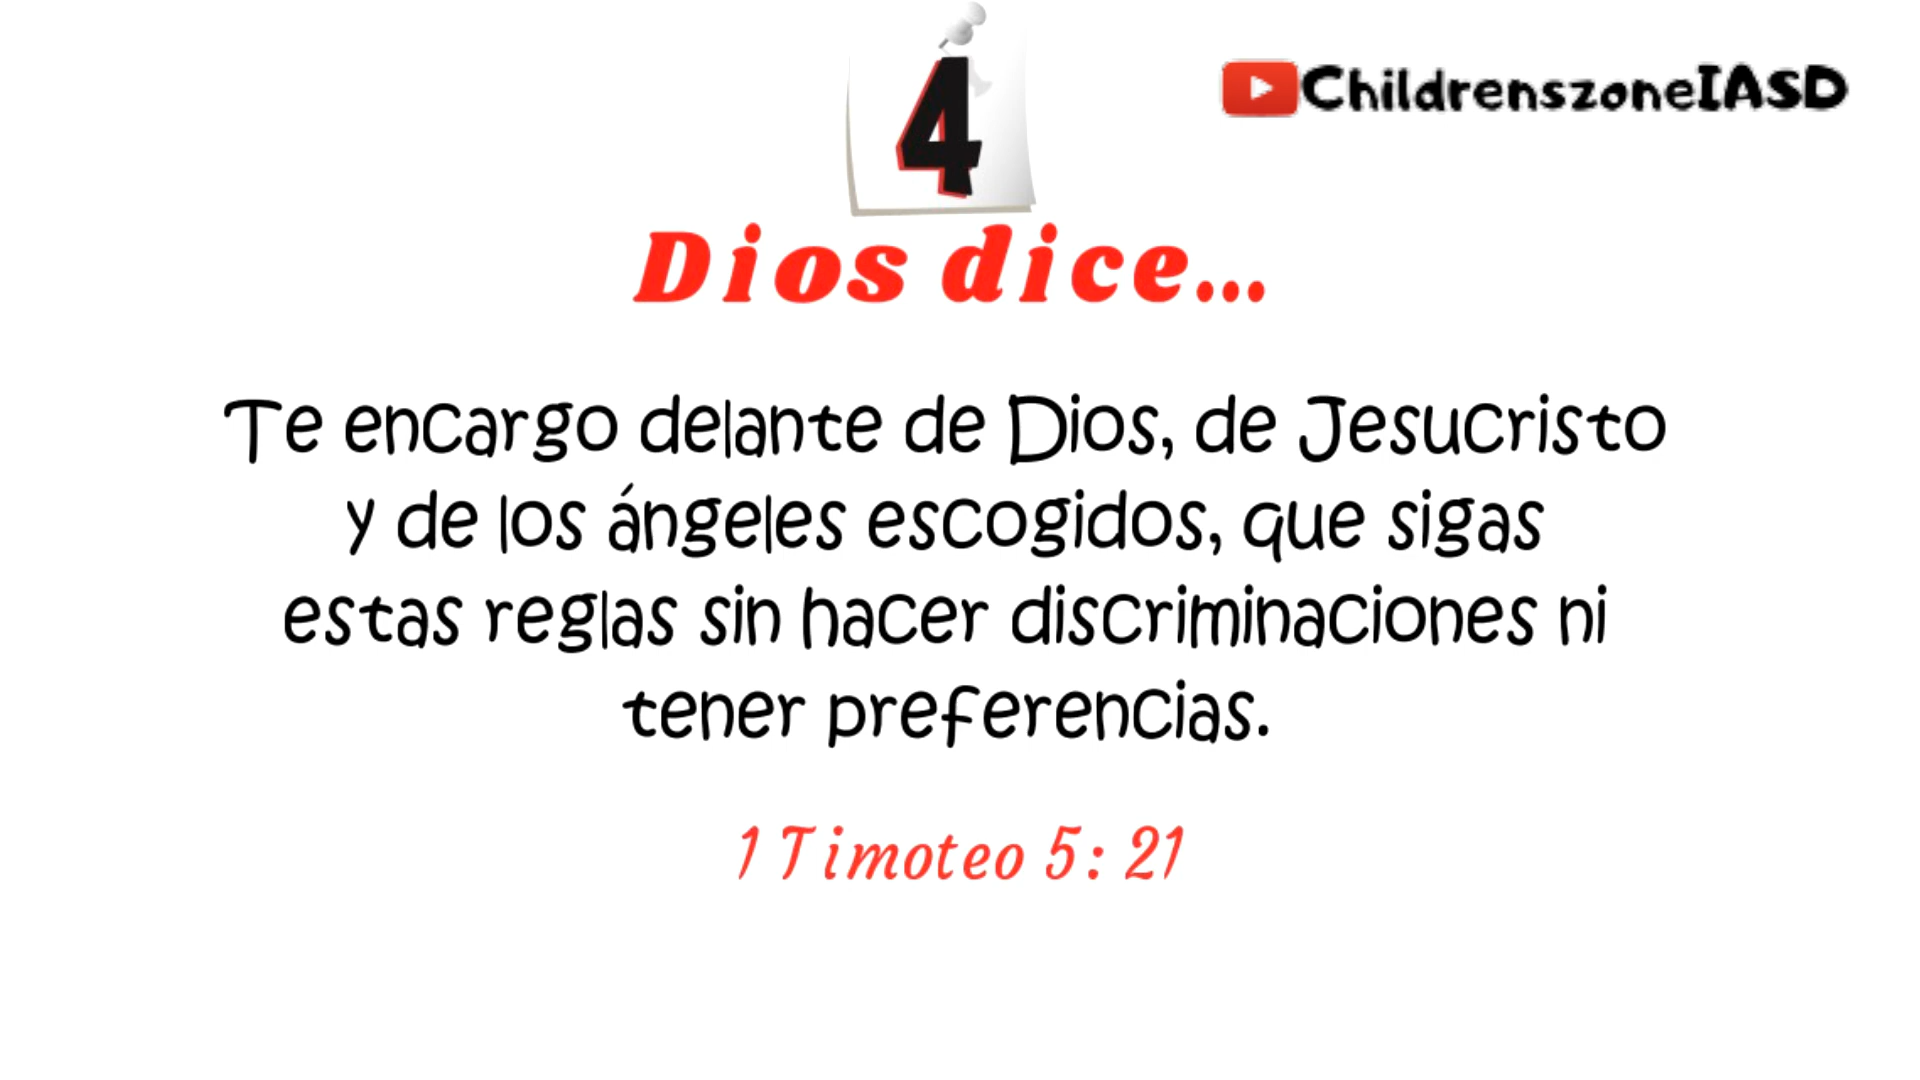 4
ChildrenszoneIASD
Dios dice...
Te encargo delante de Dios, de Jesucristo
y de los ángeles escogidos, que sigas
estas reglas sin hacer discriminaciones ni
tener preferencias.
1 Timoteo 5: 21